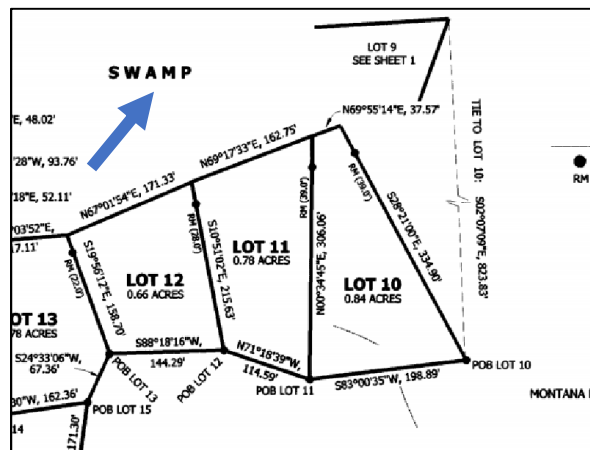 LOT 9
SEE SHEET 1
SWAMP
N69°55'14"E, 37.57'
'E, 48.02'
N69°17'33"E, 162.75'
TIE TO LOT 10: S02°07'09"E, 823.83'
'28"W, 93.76'
RM (39.0')
RM
N67°01'54"E, 171.33'
RM (39.0')
'18"E, 52.11'
RM (28.0')
S28°21'00"E, 334.90'
'03'52"E,
7.11'
RM (22.0')
S19°56'12"E, 158.70'
S10°51'02"E, 215.63'
LOT 11
0.78 ACRES
N00°34'45"E, 306.06'
LOT 12
0.66 ACRES
LOT 10
0.84 ACRES
OT 13
78 ACRES
S88°18'16"W,
144.29'
N71°18'39"W,
114.59'
S24°33'06"W,
67.36'
POB LOT 13
POB LOT 12
POB LOT 11
S83°00'35"W, 198.89'
POB LOT 10
30"W, 162.36'
POB LOT 15
MONTANA
14
171.30'